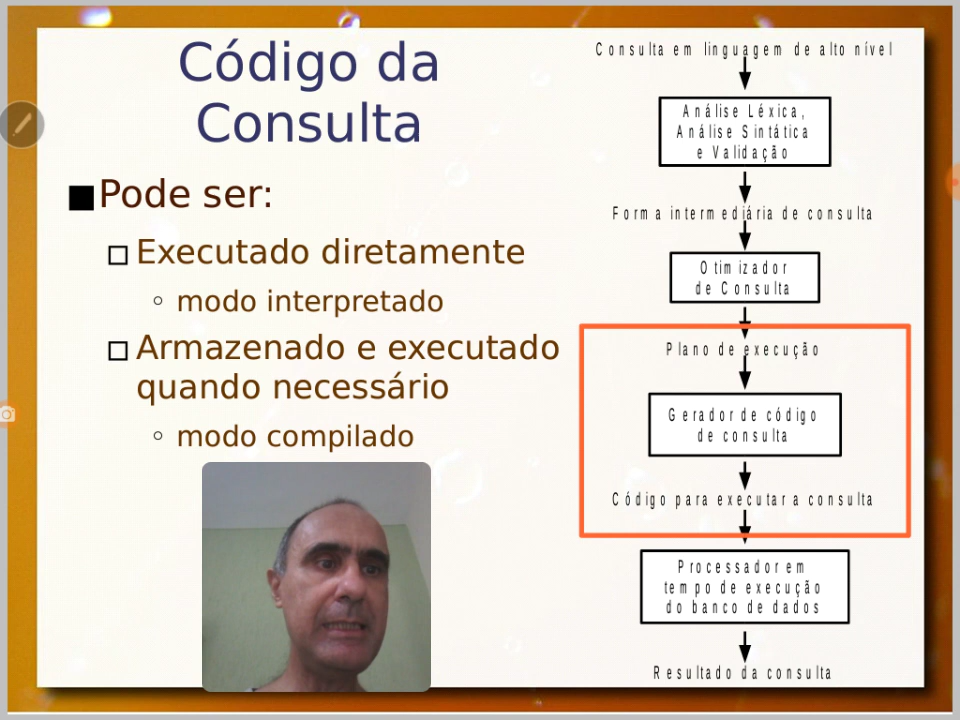 Código da
Consulta
Pode ser:
Executado diretamente
modo interpretado
Armazenado e executado
quando necessário
modo compilado
Consulta em linguagem de alto nível
Análise Léxica,
Análise Sintática
e Validação
Forma intermediária de consulta
Otimizador
de Consulta
Plano de execução
Gerador de código
de consulta
Código para executar a consulta
Processador em
tempo de execução
do banco de dados
Resultado da consulta